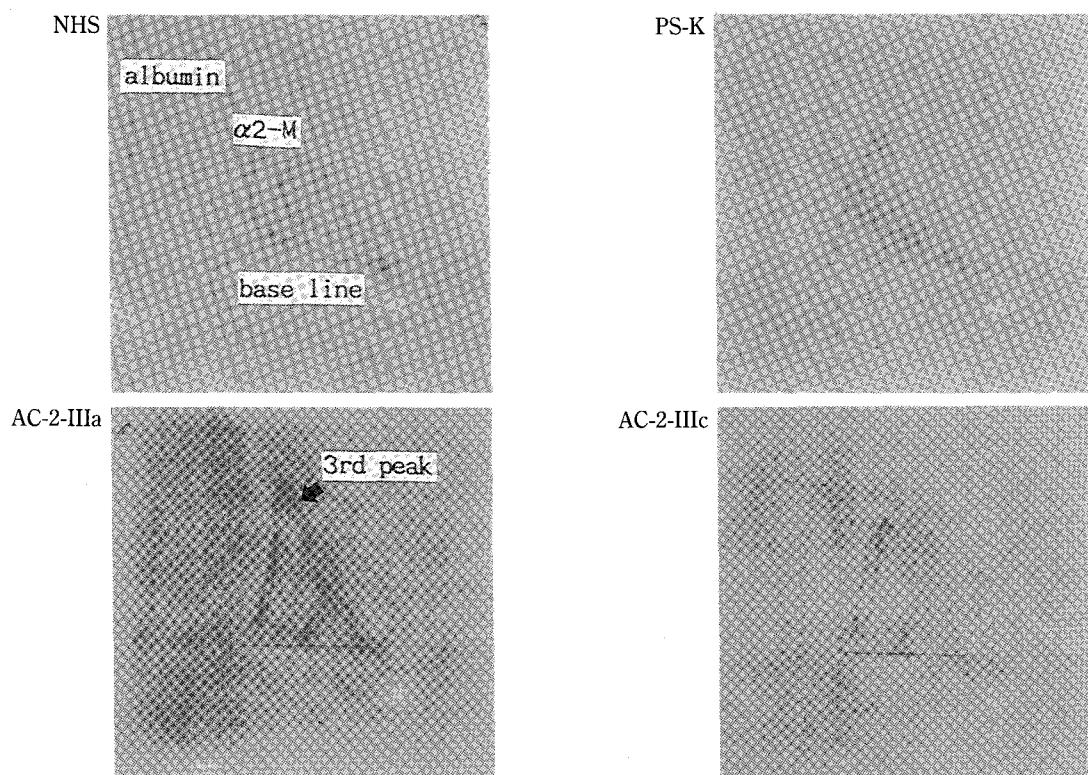 NHS
albumin
α2-M
base line
PS-K
AC-2-IIIa
3rd peak
AC-2-IIIc